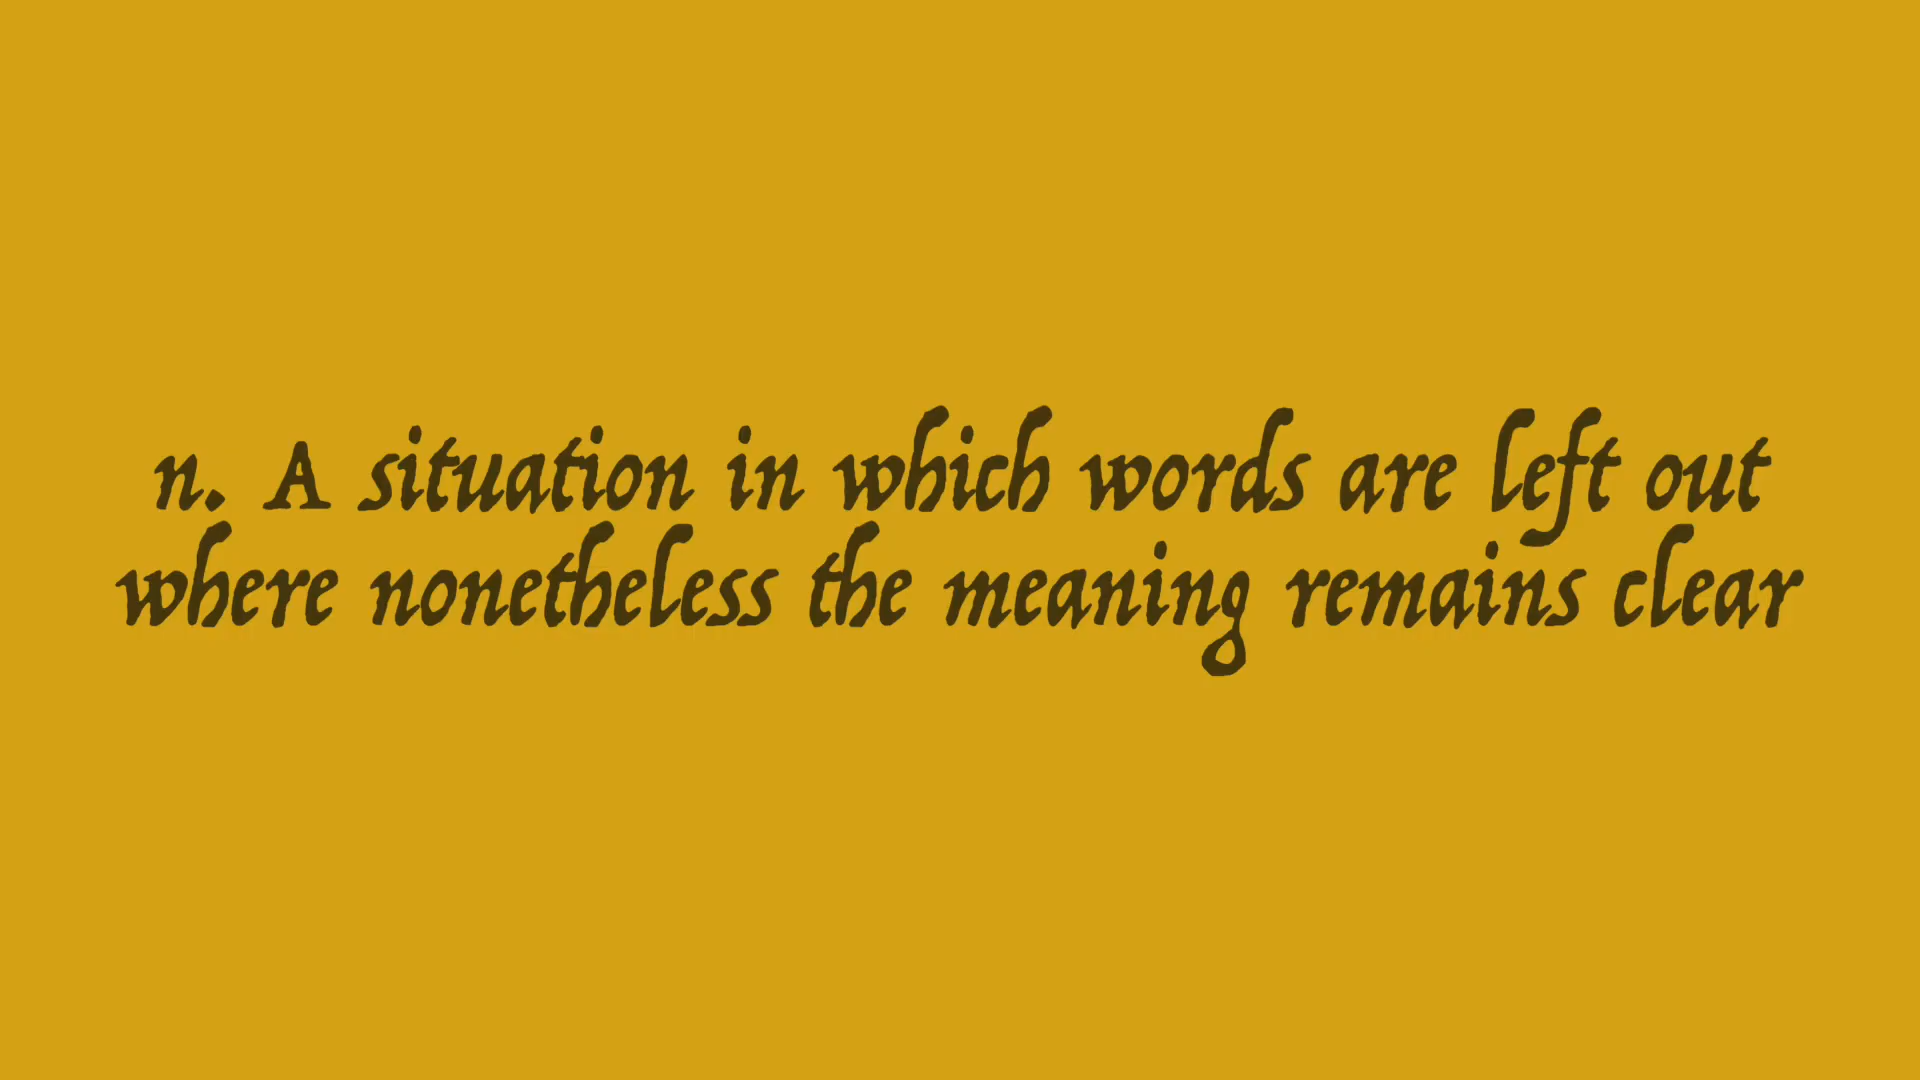 n. A situation in which words are left out
where nonetheless the meaning remains clear